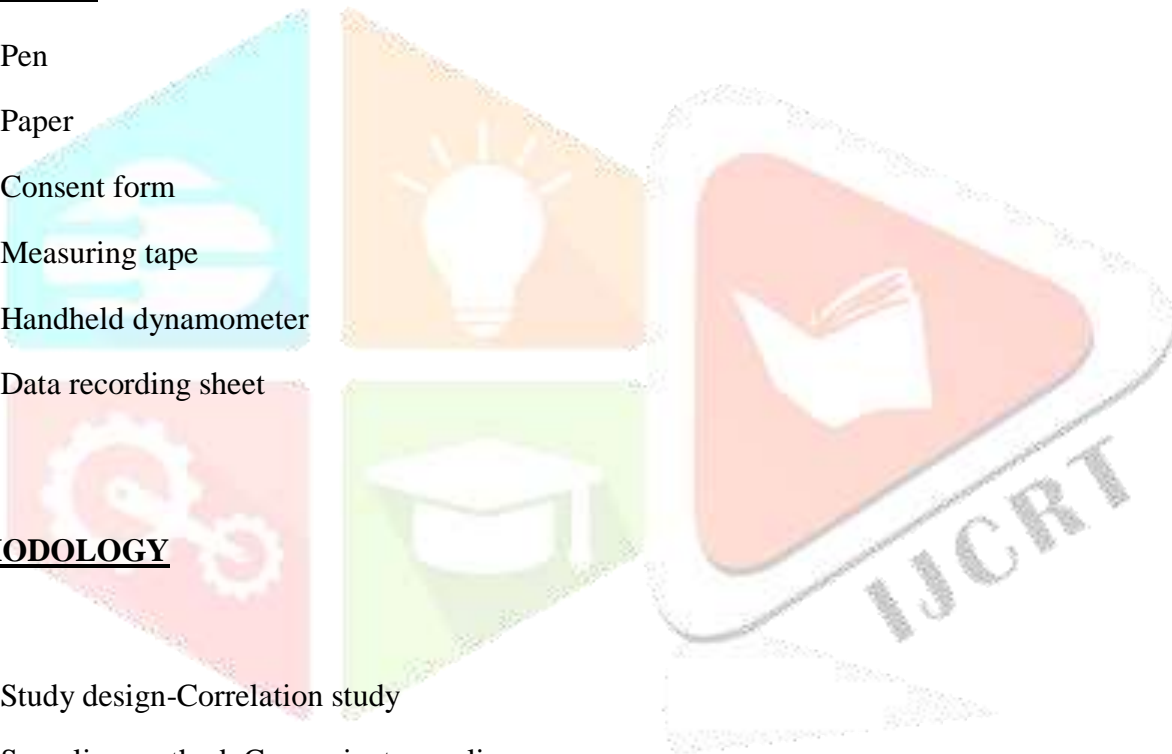 Pen
Paper
Consent form
Measuring tape
Handheld dynamometer
Data recording sheet
ODOLOGY
Study design-Correlation study
IJCRT